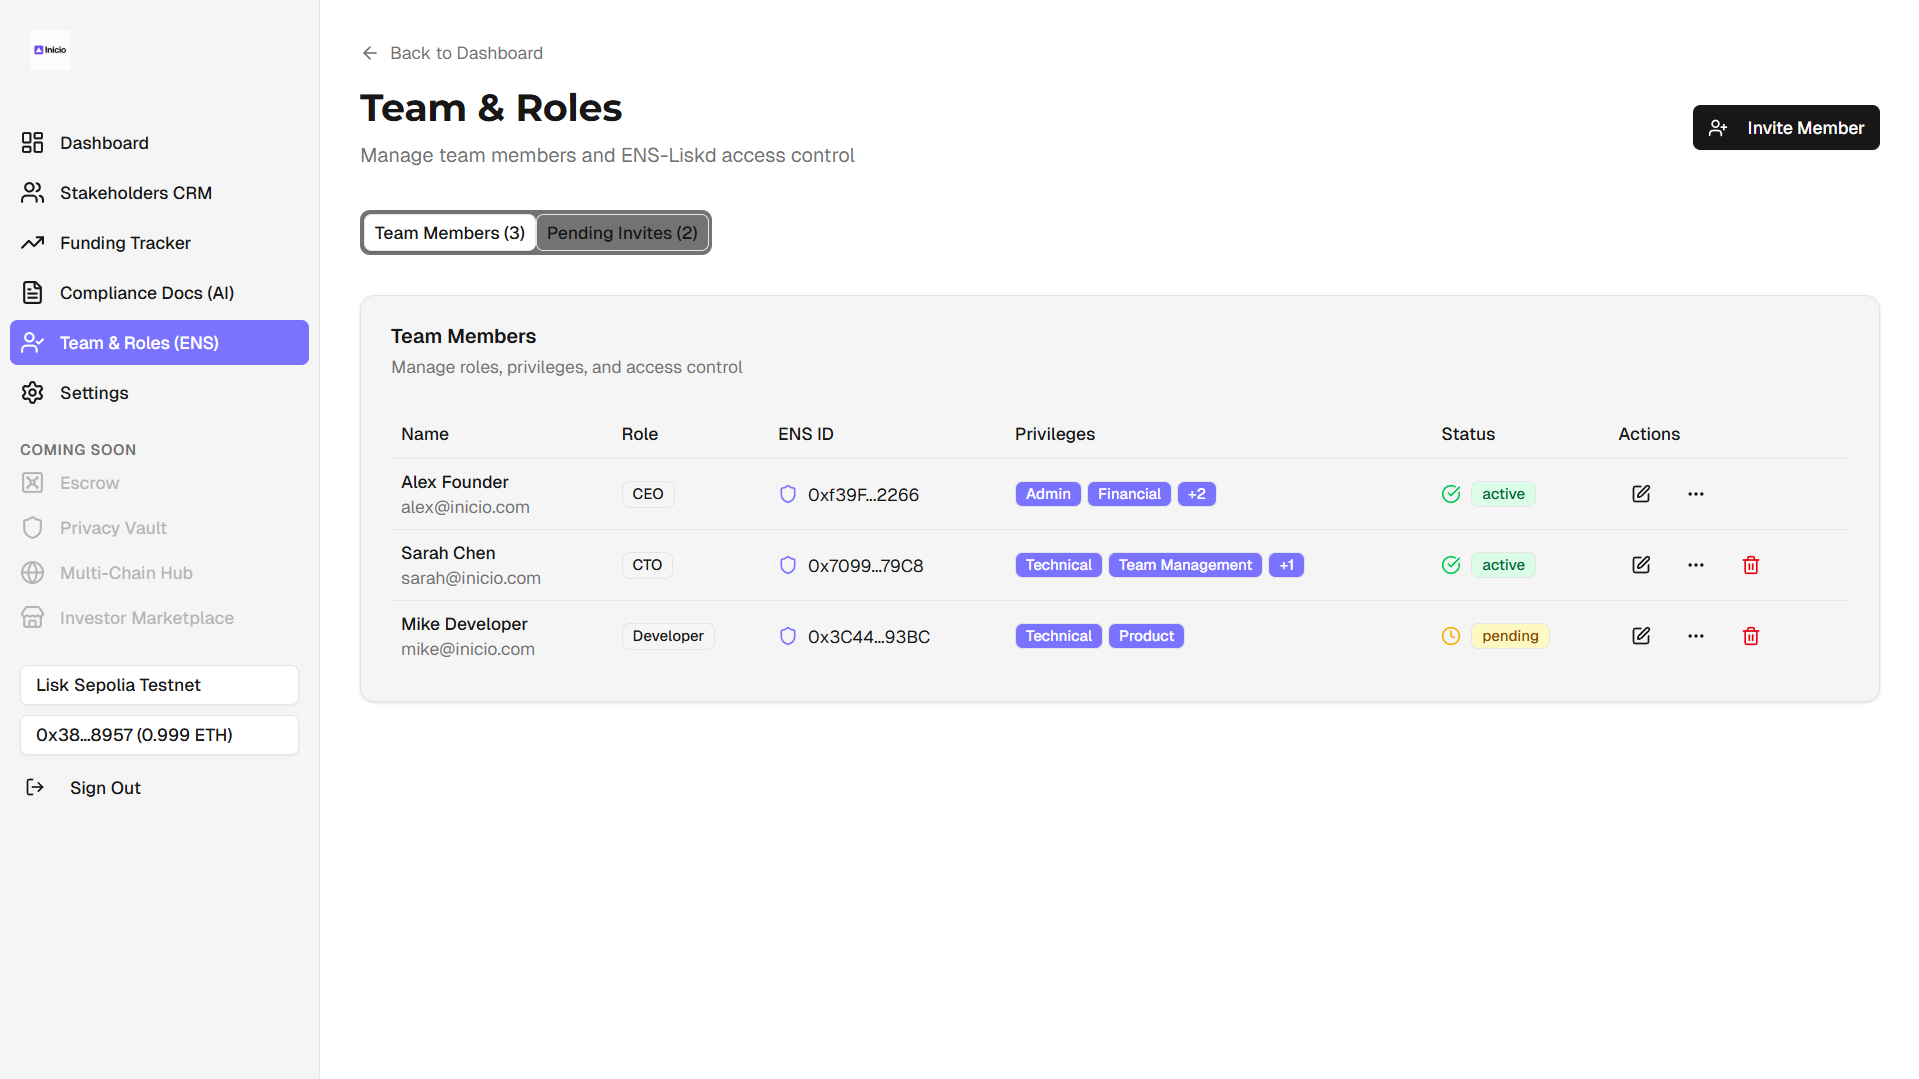 Inicio
Dashboard
Stakeholders CRM
Funding Tracker
Compliance Docs (AI)
Team & Roles (ENS)
Settings
COMING SOON
Escrow
Privacy Vault
Multi-Chain Hub
Investor Marketplace
Lisk Sepolia Testnet
0x38...8957 (0.999 ETH)
Sign Out
Back to Dashboard
Team & Roles
Manage team members and ENS-Liskd access control
Invite Member
Team Members (3) Pending Invites (2)
Team Members
Manage roles, privileges, and access control
Name Role ENS ID Privileges Status Actions
Alex Founder
alex@inicio.com
CEO 0xf39F...2266 Admin Financial +2 active
Sarah Chen
sarah@inicio.com
CTO 0x7099...79C8 Technical Team Management +1 active
Mike Developer
mike@inicio.com
Developer 0x3C44...93BC Technical Product pending